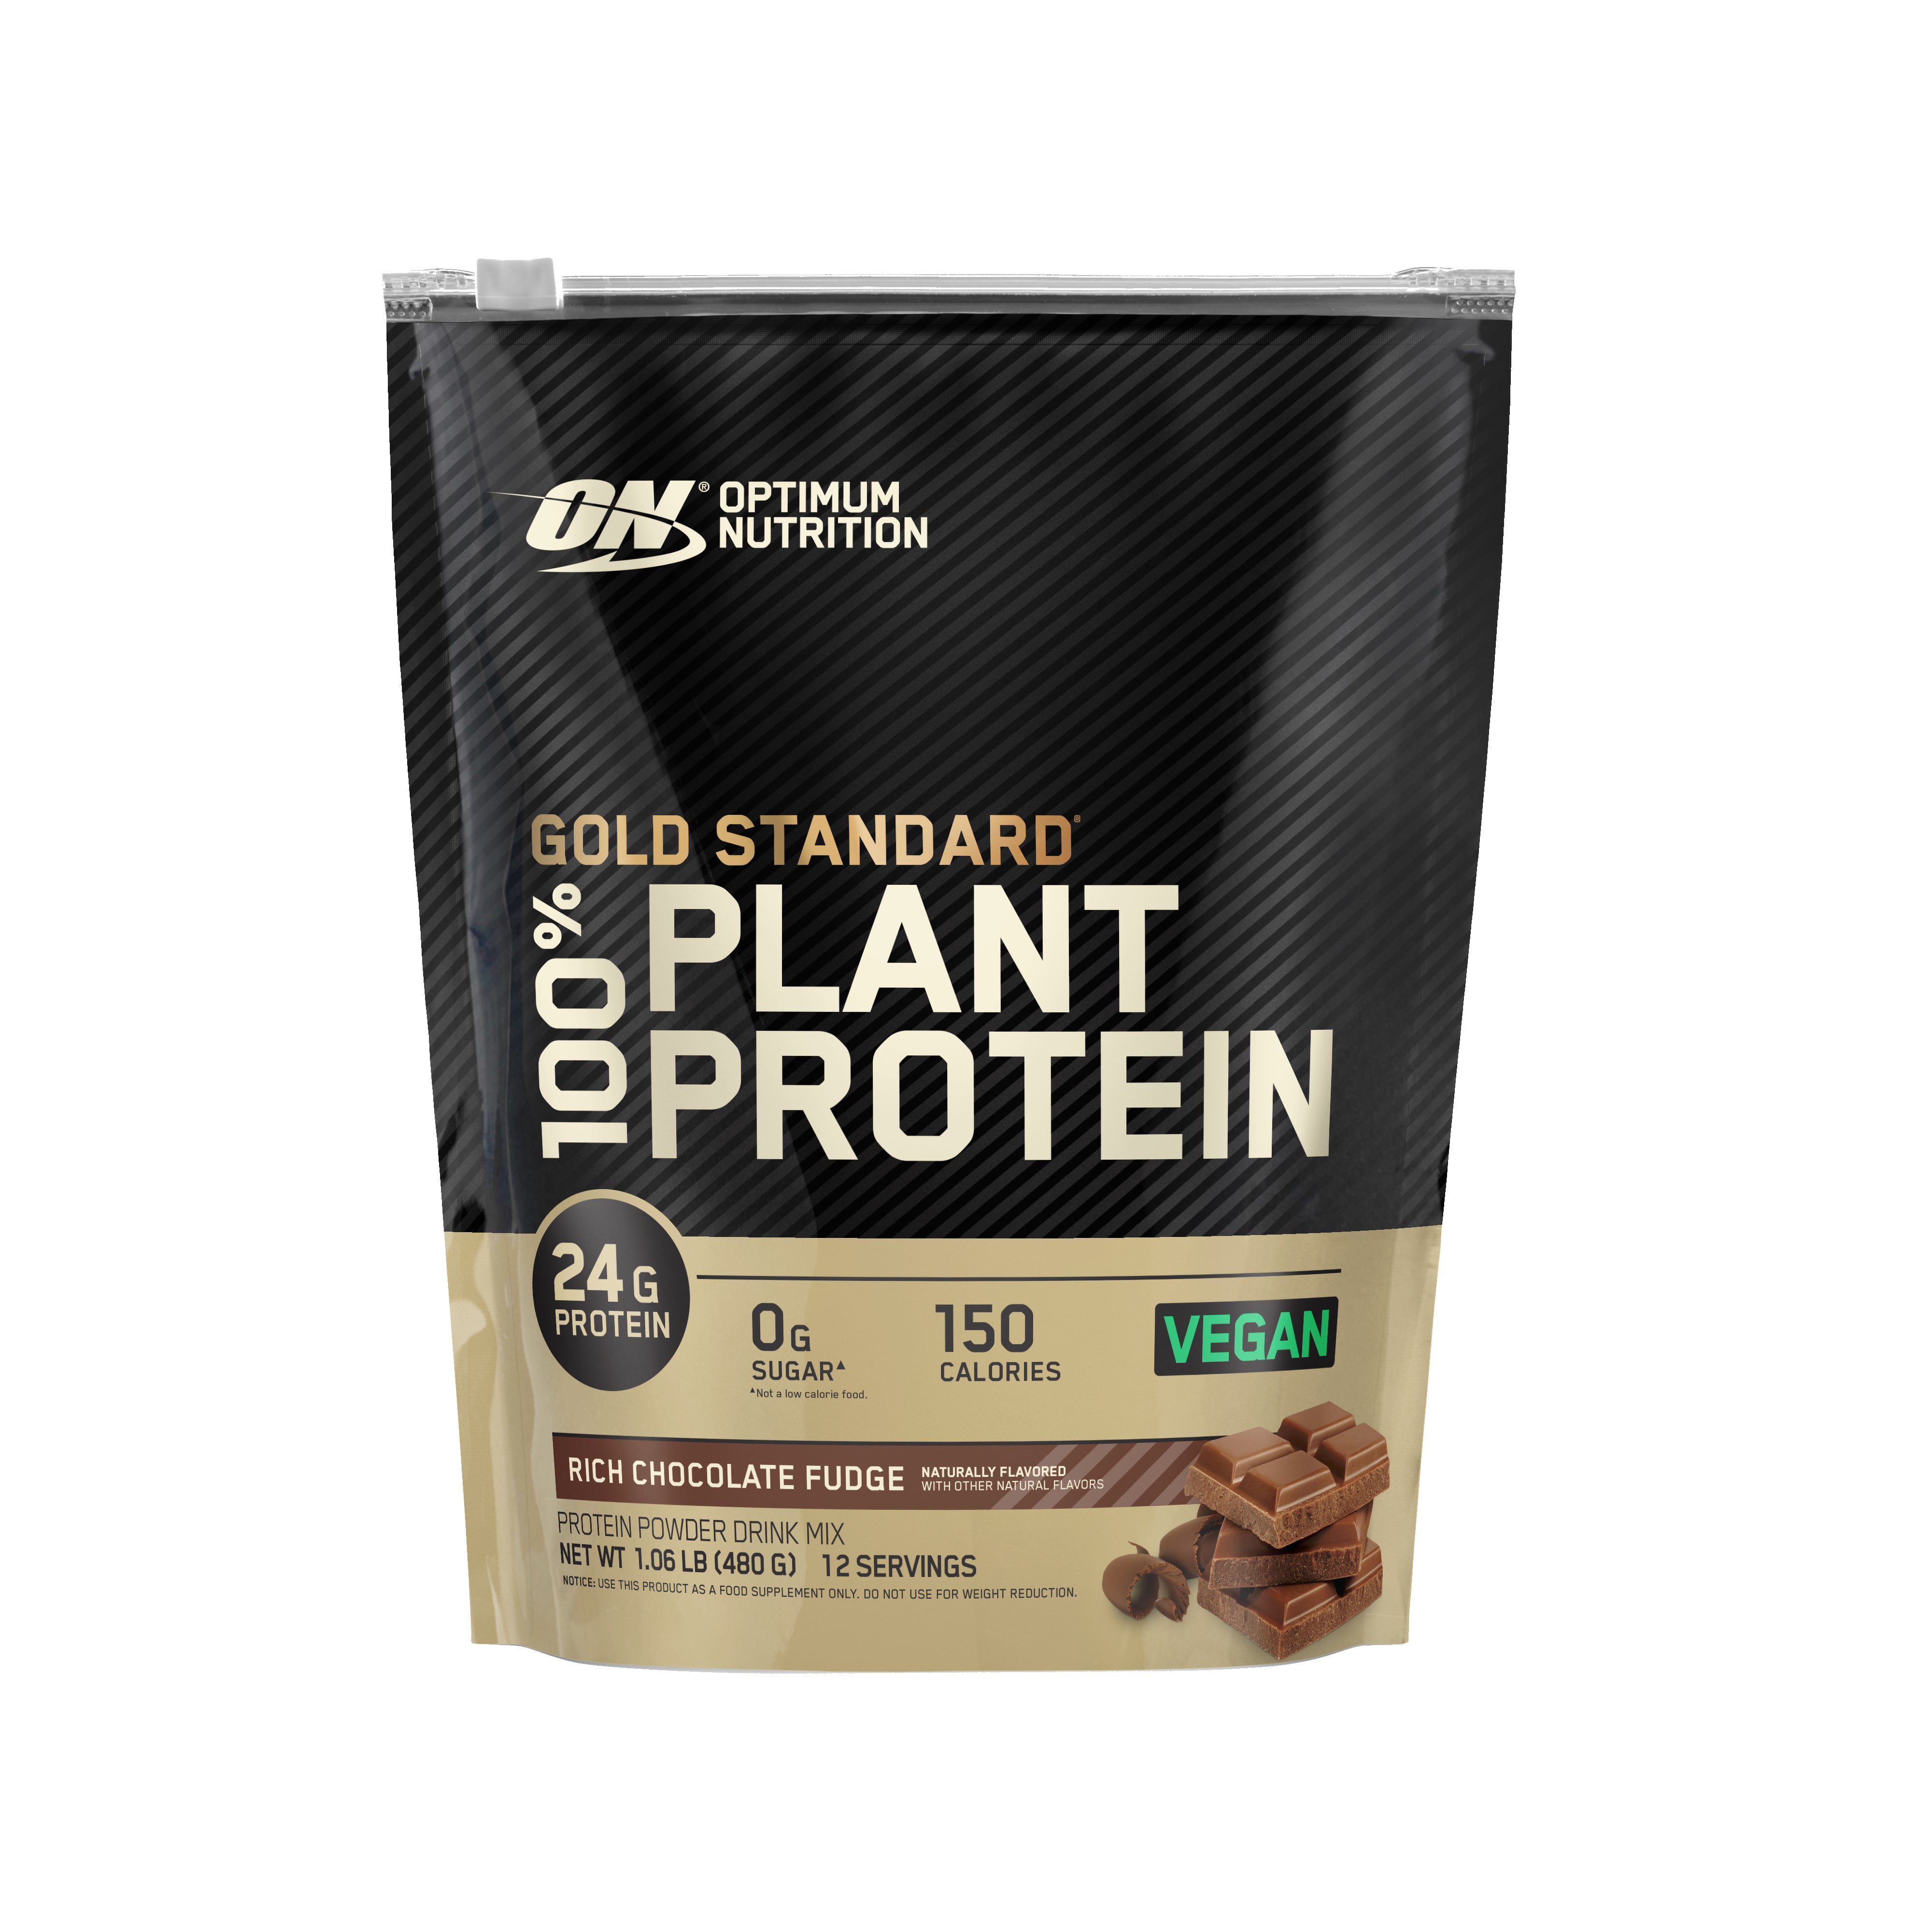 ON® OPTIMUM
NUTRITION
GOLD STANDARD®
100% PLANT
PROTEIN
24 G
PROTEIN
0 G
SUGAR▲
▲Not a low calorie food.
150
CALORIES
VEGAN
RICH CHOCOLATE FUDGE
NATURALLY FLAVORED
WITH OTHER NATURAL FLAVORS
PROTEIN POWDER DRINK MIX
NET WT 1.06 LB (480 G) 12 SERVINGS
NOTICE: USE THIS PRODUCT AS A FOOD SUPPLEMENT ONLY. DO NOT USE FOR WEIGHT REDUCTION.